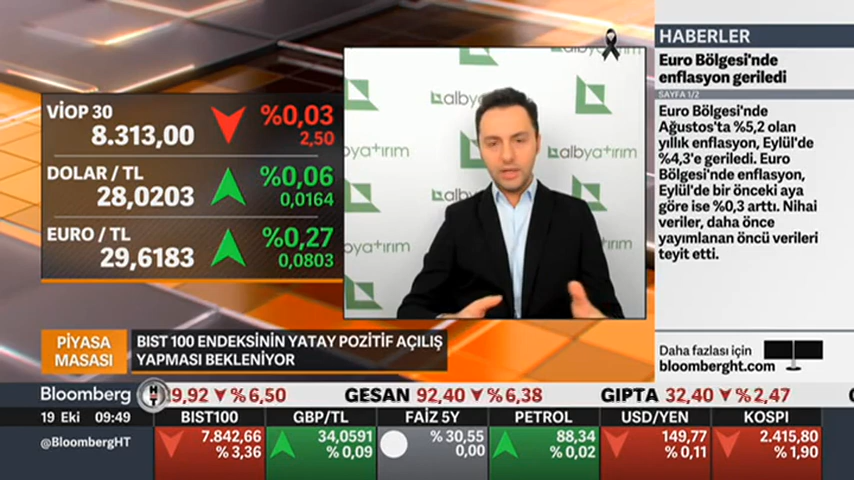 VİOP 30
8.313,00
%0,03
2,50
DOLAR / TL
28,0203
%0,06
0,0164
EURO / TL
29,6183
%0,27
0,0803
albyatırım
albyatırım
albyatırım
HABERLER
Euro Bölgesi'nde
enflasyon geriledi
SAYFA 1/2
Euro Bölgesi'nde
Ağustos'ta %5,2 olan
yıllık enflasyon, Eylül'de
%4,3'e geriledi. Euro
Bölgesi'nde enflasyon,
Eylül'de bir önceki aya
göre ise %0,3 arttı. Nihai
veriler, daha önce
yayımlanan öncü verileri
teyit etti.
Daha fazlası için
bloomberght.com
PİYASA
MASASI
BIST 100 ENDEKSİNİN YATAY POZİTİF AÇILIŞ
YAPMASI BEKLENİYOR
Bloomberg HT
9,92 %6,50 GESAN 92,40 %6,38 GIPTA 32,40 %2,47
19 Eki 09:49
@BloombergHT
BIST100
7.842,66
% 3,36
GBP/TL
34,0591
% 0,09
FAİZ 5Y
% 30,55
0,00
PETROL
88,34
% 0,02
USD/YEN
149,77
% 0,11
KOSPI
2.415,80
% 1,90